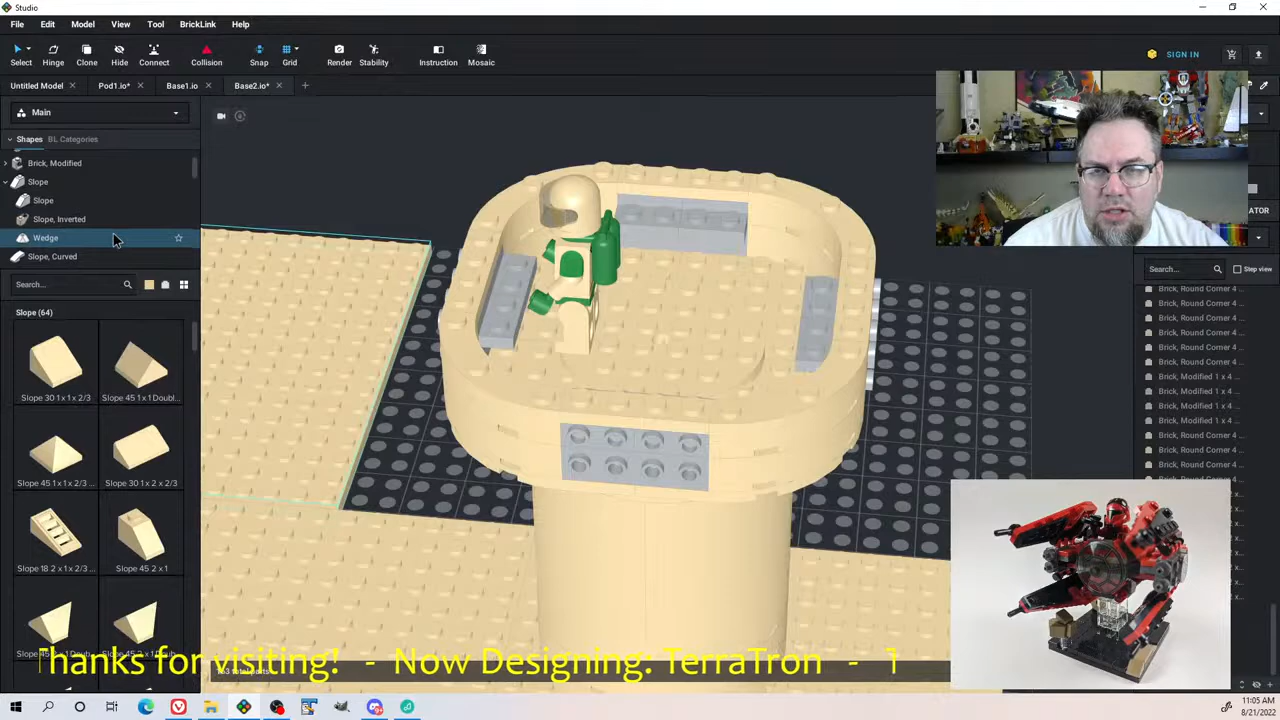 Studio
File Edit Model View Tool BrickLink Help
Select Hinge Clone Hide Connect Collision Snap Grid Render Stability Instruction Mosaic
SIGN IN
Untitled Model Pod1.io* Base1.io Base2.io*
Main
Shapes BL Categories
Brick, Modified
Slope
Slope
Slope, Inverted
Wedge
Slope, Curved
Search...
Slope (64)
Slope 30 1 x 1 x 2/3
Slope 45 1 x 1 Doubl...
Slope 45 1 x 1 x 2/3 ...
Slope 30 1 x 2 x 2/3
Slope 18 2 x 1 x 2/3 ...
Slope 45 2 x 1
Search... Step view
Brick, Round Corner 4 ...
Brick, Round Corner 4 ...
Brick, Round Corner 4 ...
Brick, Round Corner 4 ...
Brick, Round Corner 4 ...
Brick, Round Corner 4 ...
Brick, Modified 1 x 4 ...
Brick, Modified 1 x 4 ...
Brick, Modified 1 x 4 ...
Brick, Modified 1 x 4 ...
Brick, Round Corner 4 ...
Brick, Round Corner 4 ...
Brick, Round Corner 4 ...
Thanks for visiting! - Now Designing: TerraTron -
11:05 AM
8/21/2022